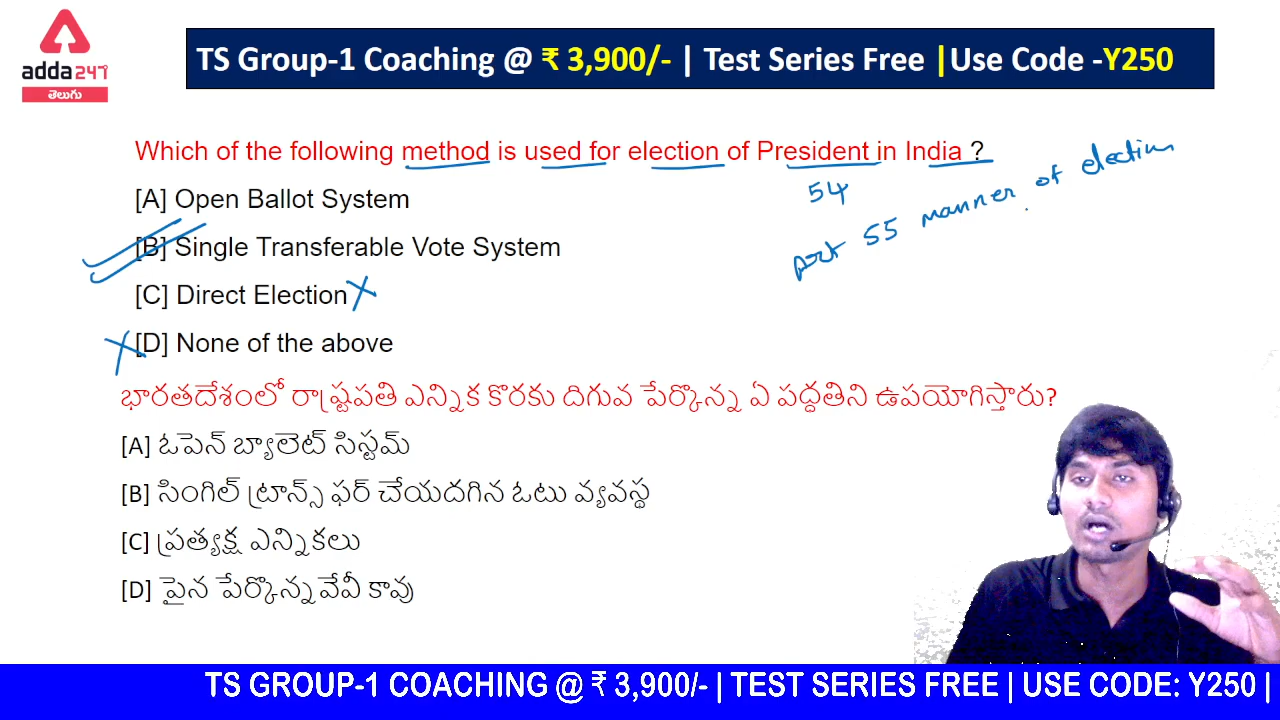 adda247
తెలుగు
TS Group-1 Coaching @ ₹ 3,900/- | Test Series Free |Use Code -Y250
Which of the following method is used for election of President in India ?
[A] Open Ballot System
54
part 55 manner of election
[B] Single Transferable Vote System
[C] Direct Election
[D] None of the above
భారతదేశంలో రాష్ట్రపతి ఎన్నిక కొరకు దిగువ పేర్కొన్న ఏ పద్దతిని ఉపయోగిస్తారు?
[A] ఓపెన్ బ్యాలెట్ సిస్టమ్
[B] సింగిల్ ట్రాన్స్ ఫర్ చేయదగిన ఓటు వ్యవస్థ
[C] ప్రత్యక్ష ఎన్నికలు
[D] పైన పేర్కొన్నవేవీ కావు
TS GROUP-1 COACHING @ ₹ 3,900/- | TEST SERIES FREE | USE CODE: Y250 |